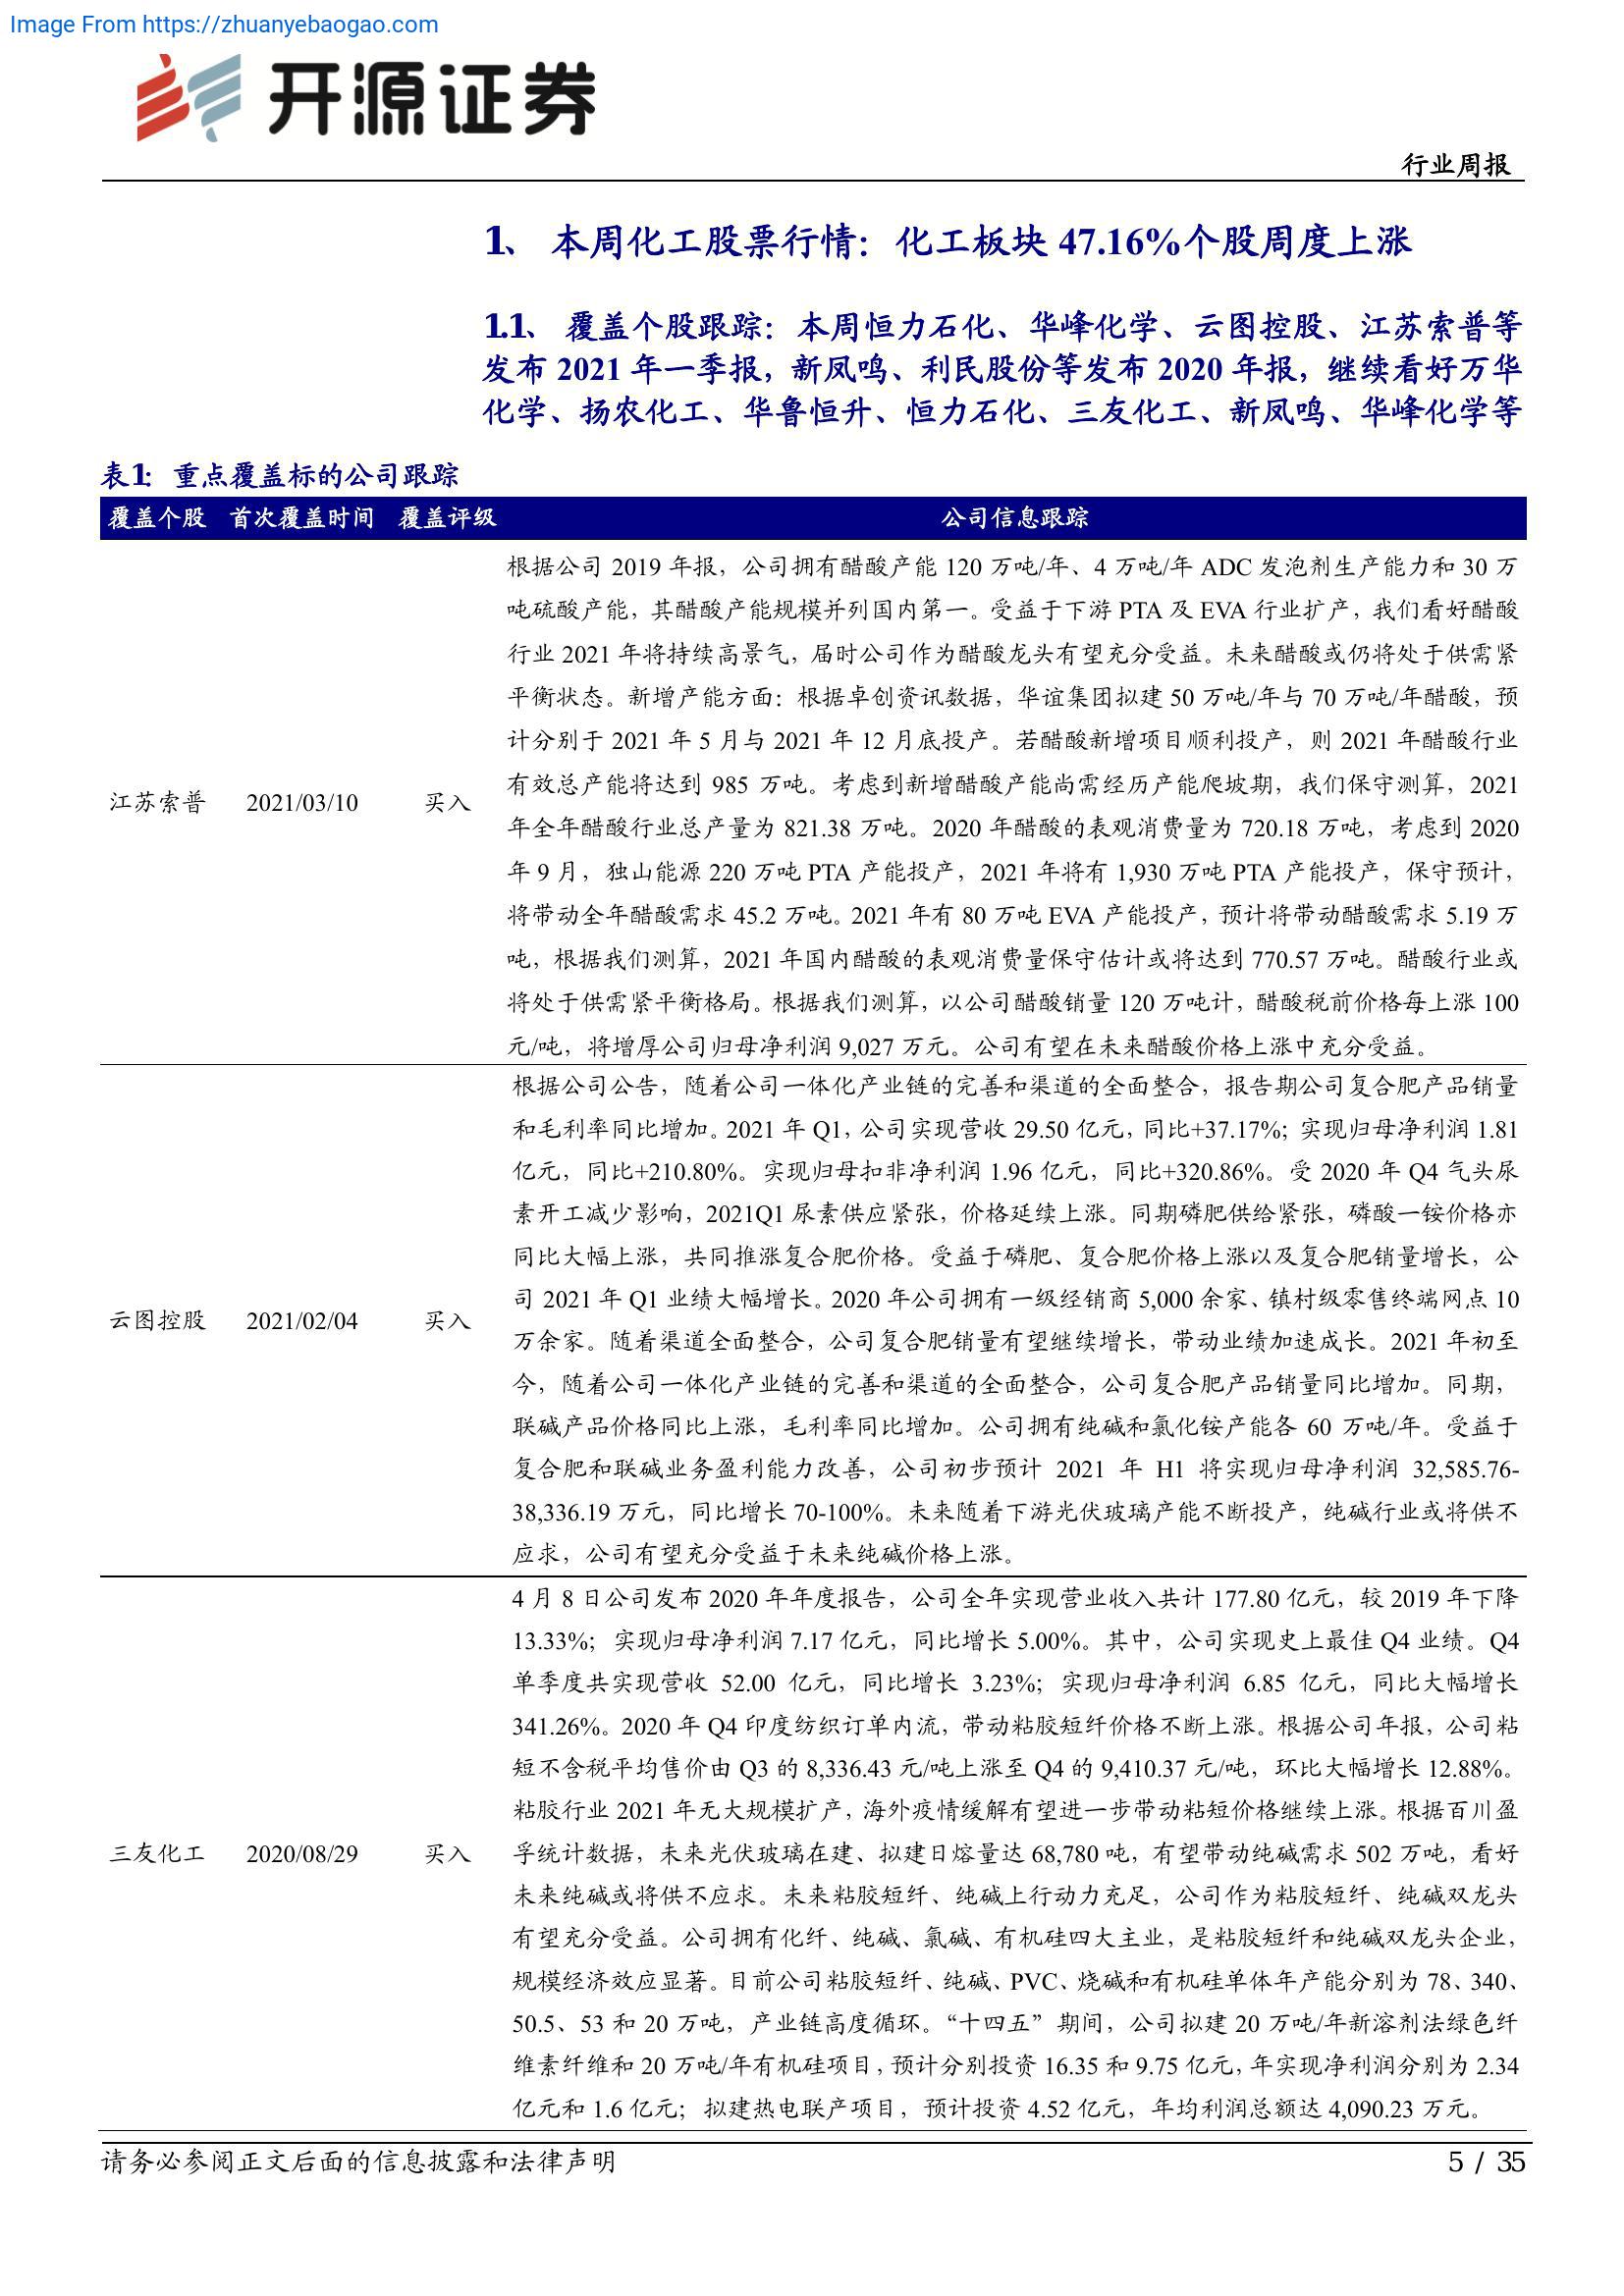 Image From https://zhuanyebaogao.com
开源证券
行业周报
1、 本周化工股票行情：化工板块 47.16%个股周度上涨
1.1、 覆盖个股跟踪：本周恒力石化、华峰化学、云图控股、江苏索普等
发布 2021 年一季报，新凤鸣、利民股份等发布 2020 年报，继续看好万华
化学、扬农化工、华鲁恒升、恒力石化、三友化工、新凤鸣、华峰化学等
表1： 重点覆盖标的公司跟踪
覆盖个股 首次覆盖时间 覆盖评级 公司信息跟踪
根据公司 2019 年报，公司拥有醋酸产能 120 万吨/年、4 万吨/年 ADC 发泡剂生产能力和 30 万
吨硫酸产能，其醋酸产能规模并列国内第一。受益于下游 PTA 及 EVA 行业扩产，我们看好醋酸
行业 2021 年将持续高景气，届时公司作为醋酸龙头有望充分受益。未来醋酸或仍将处于供需紧
平衡状态。新增产能方面：根据卓创资讯数据，华谊集团拟建 50 万吨/年与 70 万吨/年醋酸，预
计分别于 2021 年 5 月与 2021 年 12 月底投产。若醋酸新增项目顺利投产，则 2021 年醋酸行业
有效总产能将达到 985 万吨。考虑到新增醋酸产能尚需经历产能爬坡期，我们保守测算，2021
江苏索普 2021/03/10 买入
年全年醋酸行业总产量为 821.38 万吨。2020 年醋酸的表观消费量为 720.18 万吨，考虑到 2020
年 9 月，独山能源 220 万吨 PTA 产能投产，2021 年将有 1,930 万吨 PTA 产能投产，保守预计，
将带动全年醋酸需求 45.2 万吨。2021 年有 80 万吨 EVA 产能投产，预计将带动醋酸需求 5.19 万
吨，根据我们测算，2021 年国内醋酸的表观消费量保守估计或将达到 770.57 万吨。醋酸行业或
将处于供需紧平衡格局。根据我们测算，以公司醋酸销量 120 万吨计，醋酸税前价格每上涨 100
元/吨，将增厚公司归母净利润 9,027 万元。公司有望在未来醋酸价格上涨中充分受益。
根据公司公告，随着公司一体化产业链的完善和渠道的全面整合，报告期公司复合肥产品销量
和毛利率同比增加。2021 年 Q1，公司实现营收 29.50 亿元，同比+37.17%；实现归母净利润 1.81
亿元，同比+210.80%。实现归母扣非净利润 1.96 亿元，同比+320.86%。受 2020 年 Q4 气头尿
素开工减少影响，2021Q1 尿素供应紧张，价格延续上涨。同期磷肥供给紧张，磷酸一铵价格亦
同比大幅上涨，共同推涨复合肥价格。受益于磷肥、复合肥价格上涨以及复合肥销量增长，公
司 2021 年 Q1 业绩大幅增长。2020 年公司拥有一级经销商 5,000 余家、镇村级零售终端网点 10
云图控股 2021/02/04 买入
万余家。随着渠道全面整合，公司复合肥销量有望继续增长，带动业绩加速成长。2021 年初至
今，随着公司一体化产业链的完善和渠道的全面整合，公司复合肥产品销量同比增加。同期，
联碱产品价格同比上涨，毛利率同比增加。公司拥有纯碱和氯化铵产能各 60 万吨/年。受益于
复合肥和联碱业务盈利能力改善，公司初步预计 2021 年 H1 将实现归母净利润 32,585.76-
38,336.19 万元，同比增长 70-100%。未来随着下游光伏玻璃产能不断投产，纯碱行业或将供不
应求，公司有望充分受益于未来纯碱价格上涨。
4 月 8 日公司发布 2020 年年度报告，公司全年实现营业收入共计 177.80 亿元，较 2019 年下降
13.33%；实现归母净利润 7.17 亿元，同比增长 5.00%。其中，公司实现史上最佳 Q4 业绩。Q4
单季度共实现营收 52.00 亿元，同比增长 3.23%；实现归母净利润 6.85 亿元，同比大幅增长
341.26%。2020 年 Q4 印度纺织订单内流，带动粘胶短纤价格不断上涨。根据公司年报，公司粘
短不含税平均售价由 Q3 的 8,336.43 元/吨上涨至 Q4 的 9,410.37 元/吨，环比大幅增长 12.88%。
粘胶行业 2021 年无大规模扩产，海外疫情缓解有望进一步带动粘短价格继续上涨。根据百川盈
三友化工 2020/08/29 买入
孚统计数据，未来光伏玻璃在建、拟建日熔量达 68,780 吨，有望带动纯碱需求 502 万吨，看好
未来纯碱或将供不应求。未来粘胶短纤、纯碱上行动力充足，公司作为粘胶短纤、纯碱双龙头
有望充分受益。公司拥有化纤、纯碱、氯碱、有机硅四大主业，是粘胶短纤和纯碱双龙头企业，
规模经济效应显著。目前公司粘胶短纤、纯碱、PVC、烧碱和有机硅单体年产能分别为 78、340、
50.5、53 和 20 万吨，产业链高度循环。“十四五”期间，公司拟建 20 万吨/年新溶剂法绿色纤
维素纤维和 20 万吨/年有机硅项目，预计分别投资 16.35 和 9.75 亿元，年实现净利润分别为 2.34
亿元和 1.6 亿元；拟建热电联产项目，预计投资 4.52 亿元，年均利润总额达 4,090.23 万元。
请务必参阅正文后面的信息披露和法律声明 5 / 35